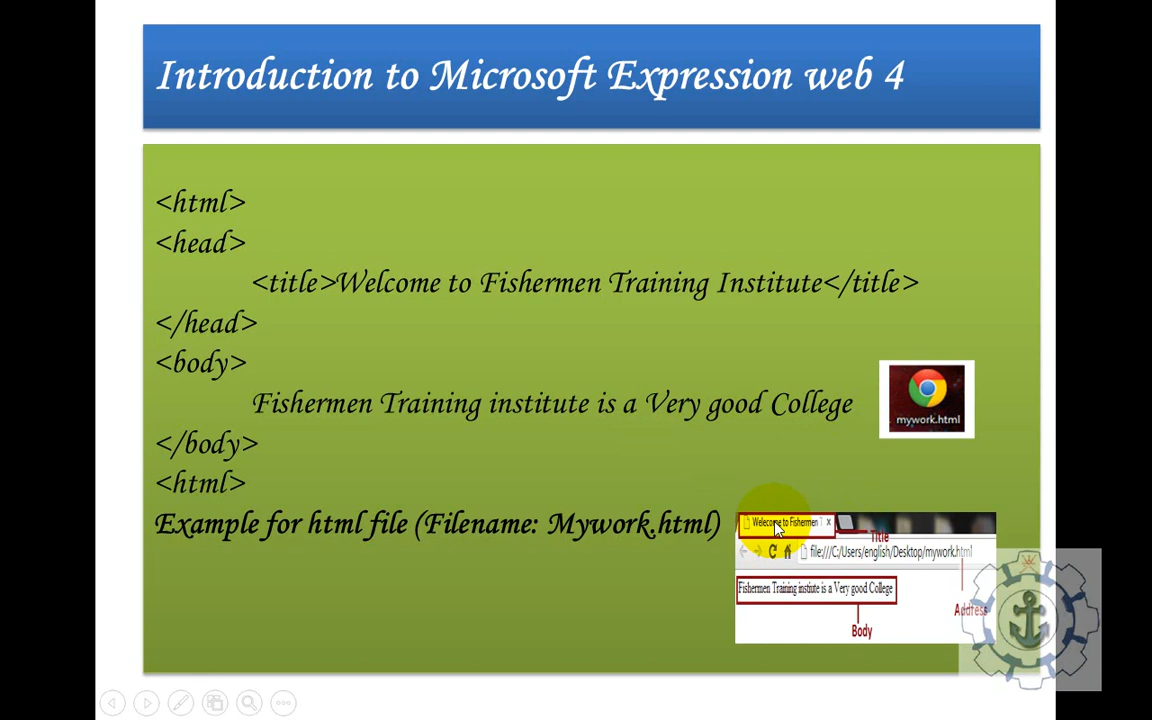 Introduction to Microsoft Expression web 4
<html>
<head>
<title>Welcome to Fishermen Training Institute</title>
</head>
<body>
Fishermen Training institute is a Very good College
</body>
<html>
Example for html file (Filename: Mywork.html)
mywork.html
Welcome to Fishermen T
Title
file:///C:/Users/english/Desktop/mywork.html
Fishermen Training institute is a Very good College
Address
Body